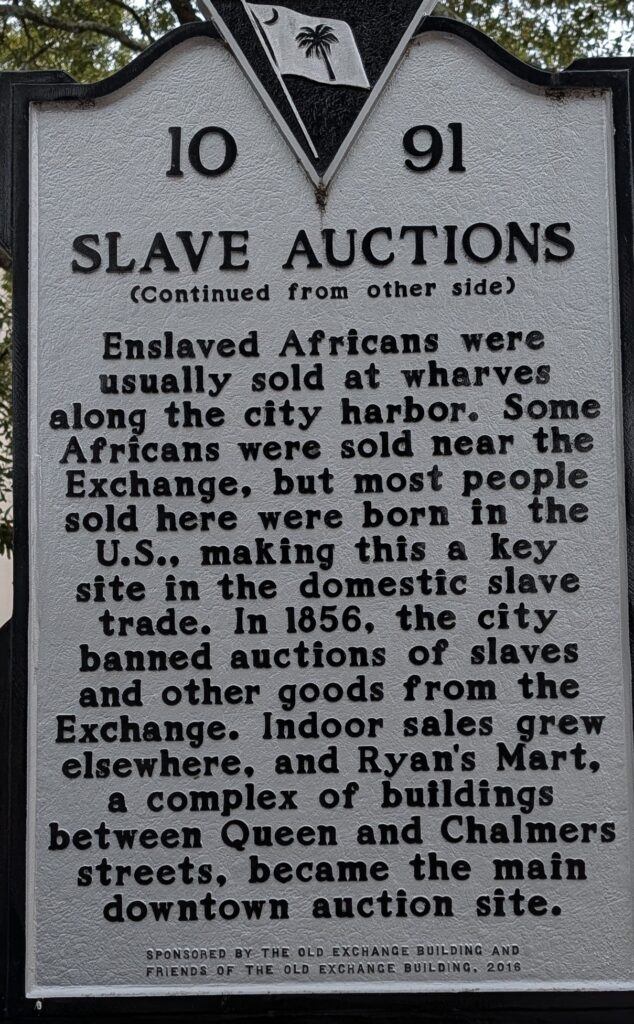 10 91
SLAVE AUCTIONS
(Continued from other side)
Enslaved Africans were
usually sold at wharves
along the city harbor. Some
Africans were sold near the
Exchange, but most people
sold here were born in the
U.S., making this a key
site in the domestic slave
trade. In 1856, the city
banned auctions of slaves
and other goods from the
Exchange. Indoor sales grew
elsewhere, and Ryan's Mart,
a complex of buildings
between Queen and Chalmers
streets, became the main
downtown auction site.
SPONSORED BY THE OLD EXCHANGE BUILDING AND
FRIENDS OF THE OLD EXCHANGE BUILDING, 2016